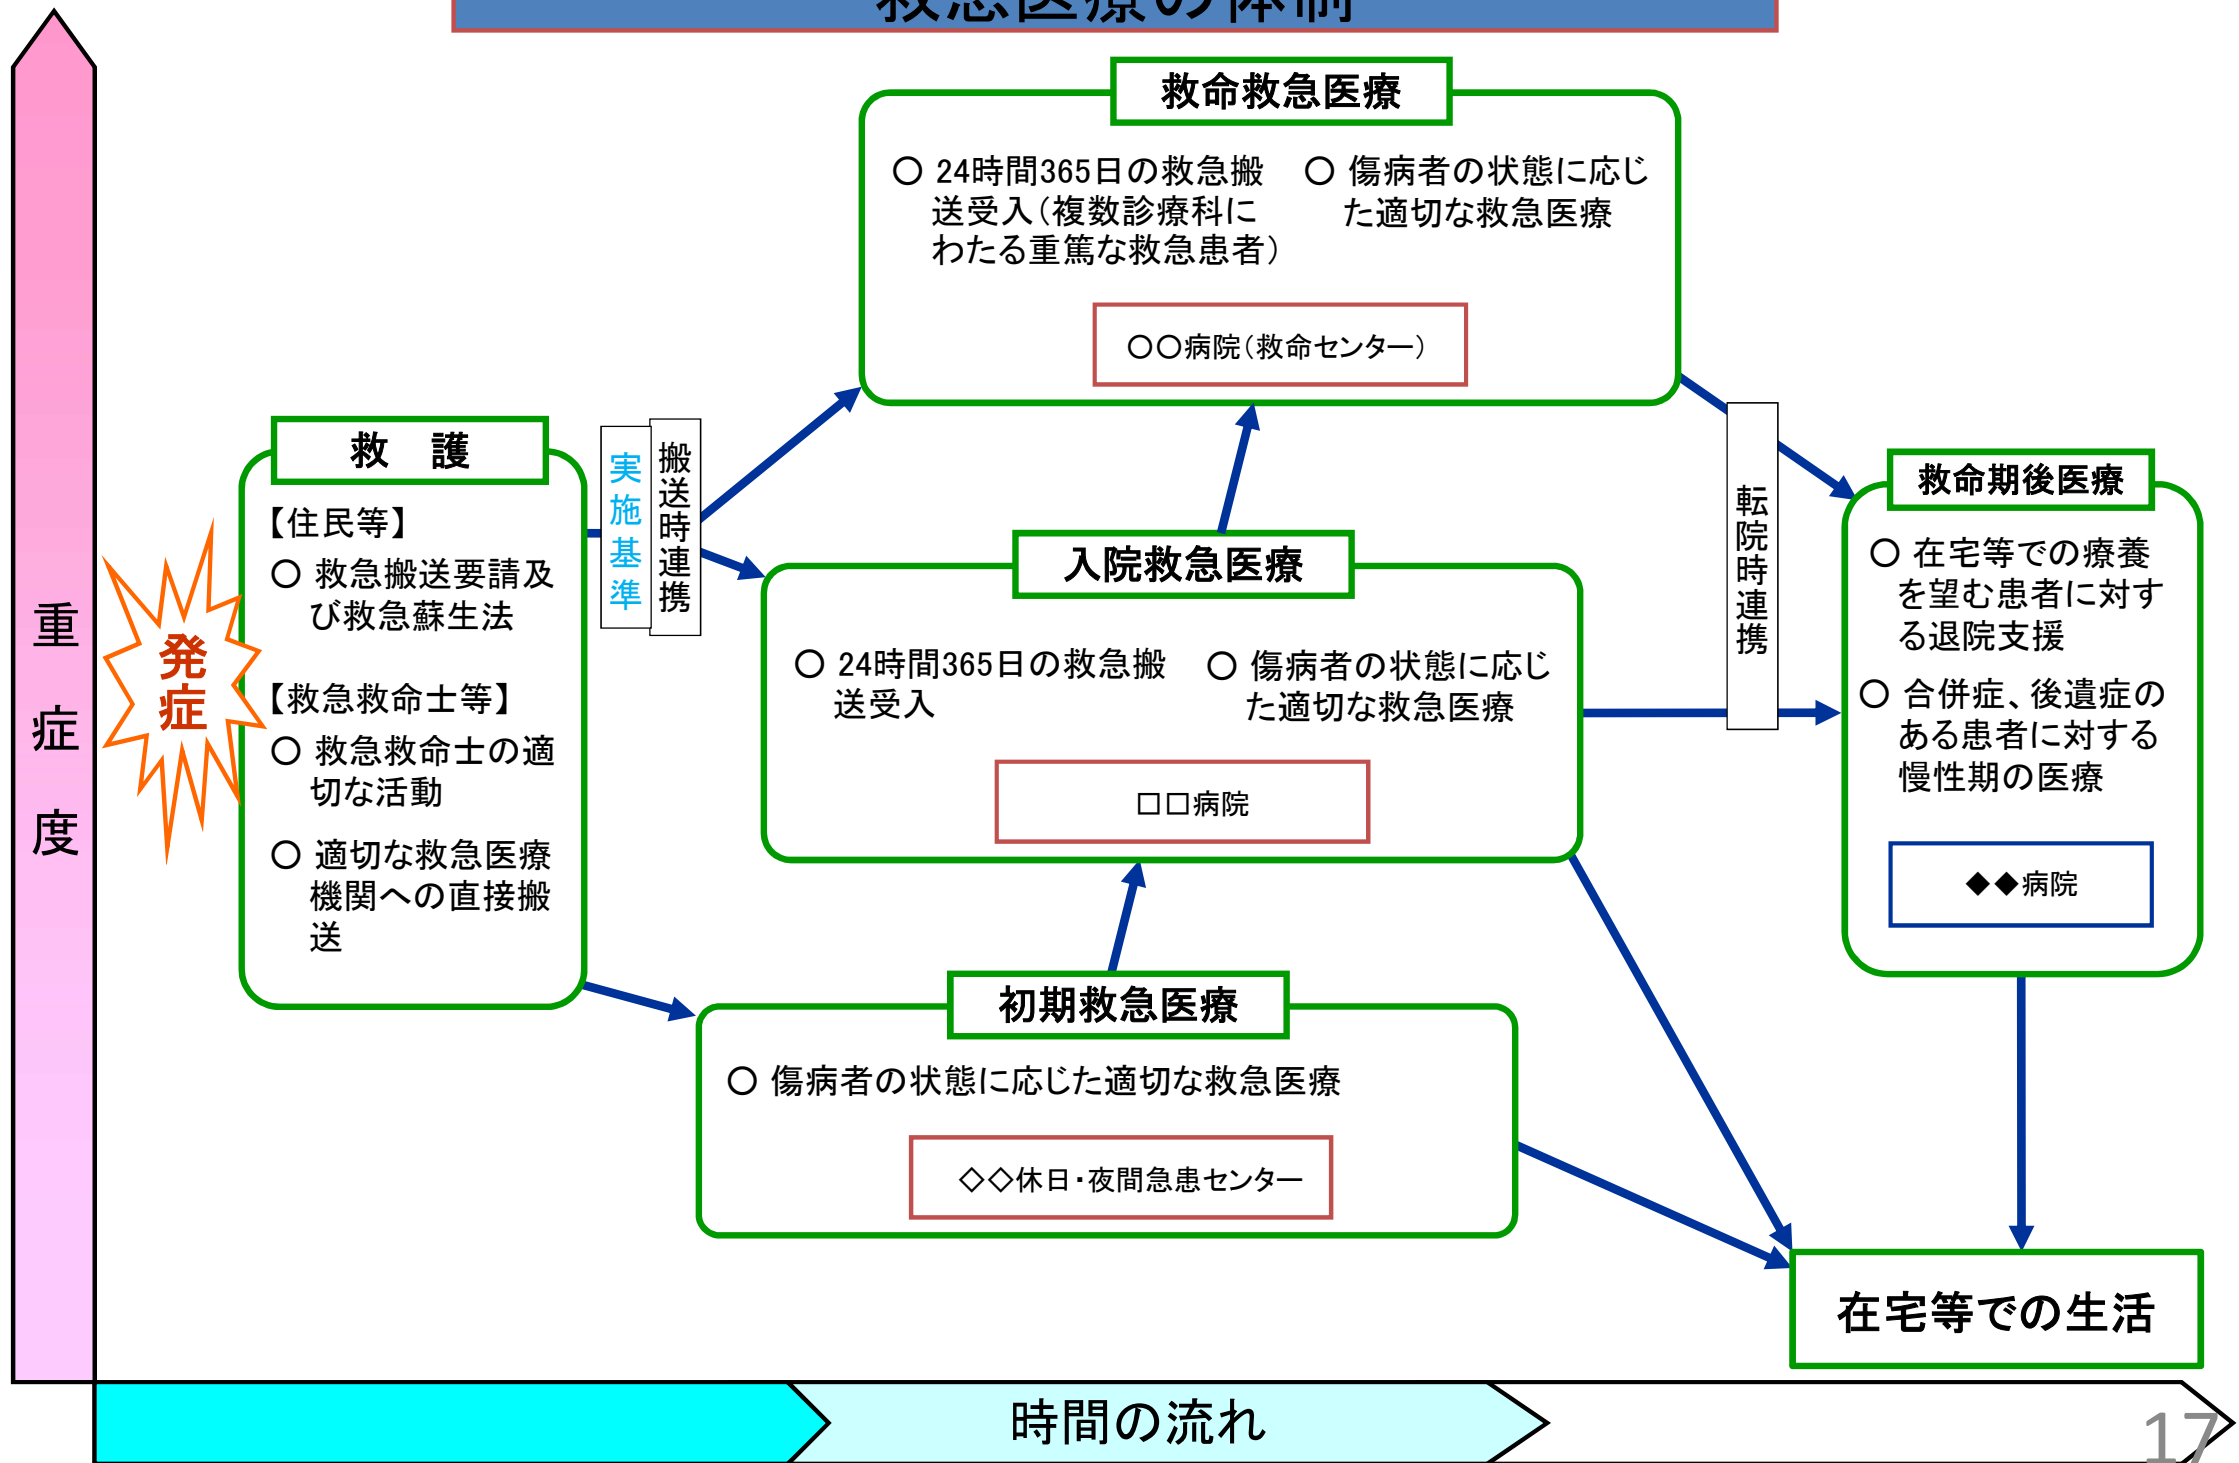 救急医療の体制
救命救急医療
○ 24時間365日の救急搬
送受入（複数診療科に
わたる重篤な救急患者）
○ 傷病者の状態に応じ
た適切な救急医療
○○病院（救命センター）
救　護
【住民等】
○ 救急搬送要請及
び救急蘇生法
【救急救命士等】
○ 救急救命士の適
切な活動
○ 適切な救急医療
機関への直接搬
送
発
症
実施基準
搬送時連携
入院救急医療
○ 24時間365日の救急搬
送受入
○ 傷病者の状態に応じ
た適切な救急医療
□□病院
初期救急医療
○ 傷病者の状態に応じた適切な救急医療
◇◇休日・夜間急患センター
転院時連携
救命期後医療
○ 在宅等での療養
を望む患者に対す
る退院支援
○ 合併症、後遺症の
ある患者に対する
慢性期の医療
◆◆病院
在宅等での生活
重症度
時間の流れ
17